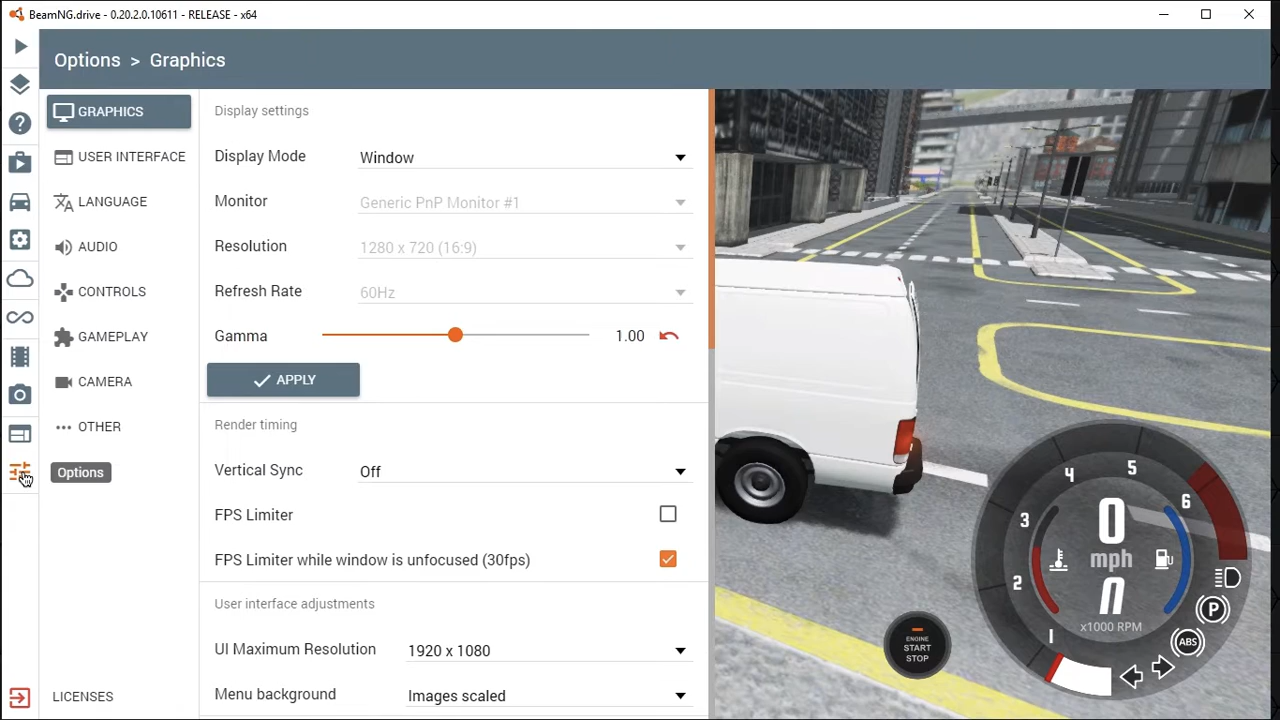 BeamNG.drive - 0.20.2.0.10611 - RELEASE - x64
Options > Graphics
GRAPHICS
USER INTERFACE
LANGUAGE
AUDIO
CONTROLS
GAMEPLAY
CAMERA
OTHER
Options
LICENSES
Display settings
Display Mode Window
Monitor Generic PnP Monitor #1
Resolution 1280 x 720 (16:9)
Refresh Rate 60Hz
Gamma 1.00
APPLY
Render timing
Vertical Sync Off
FPS Limiter
FPS Limiter while window is unfocused (30fps)
User interface adjustments
UI Maximum Resolution 1920 x 1080
Menu background Images scaled
ENGINE
START
STOP
1
2
3
4
5
6
0
mph
n
x1000 RPM
P
ABS